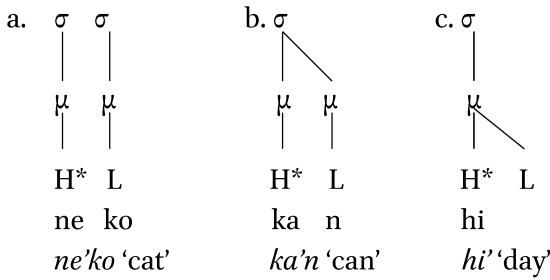 a. σ σ b. σ c. σ
μ μ μ μ μ
H* L H* L H* L
ne ko ka n hi
ne’ko ‘cat’ ka’n ‘can’ hi’ ‘day’